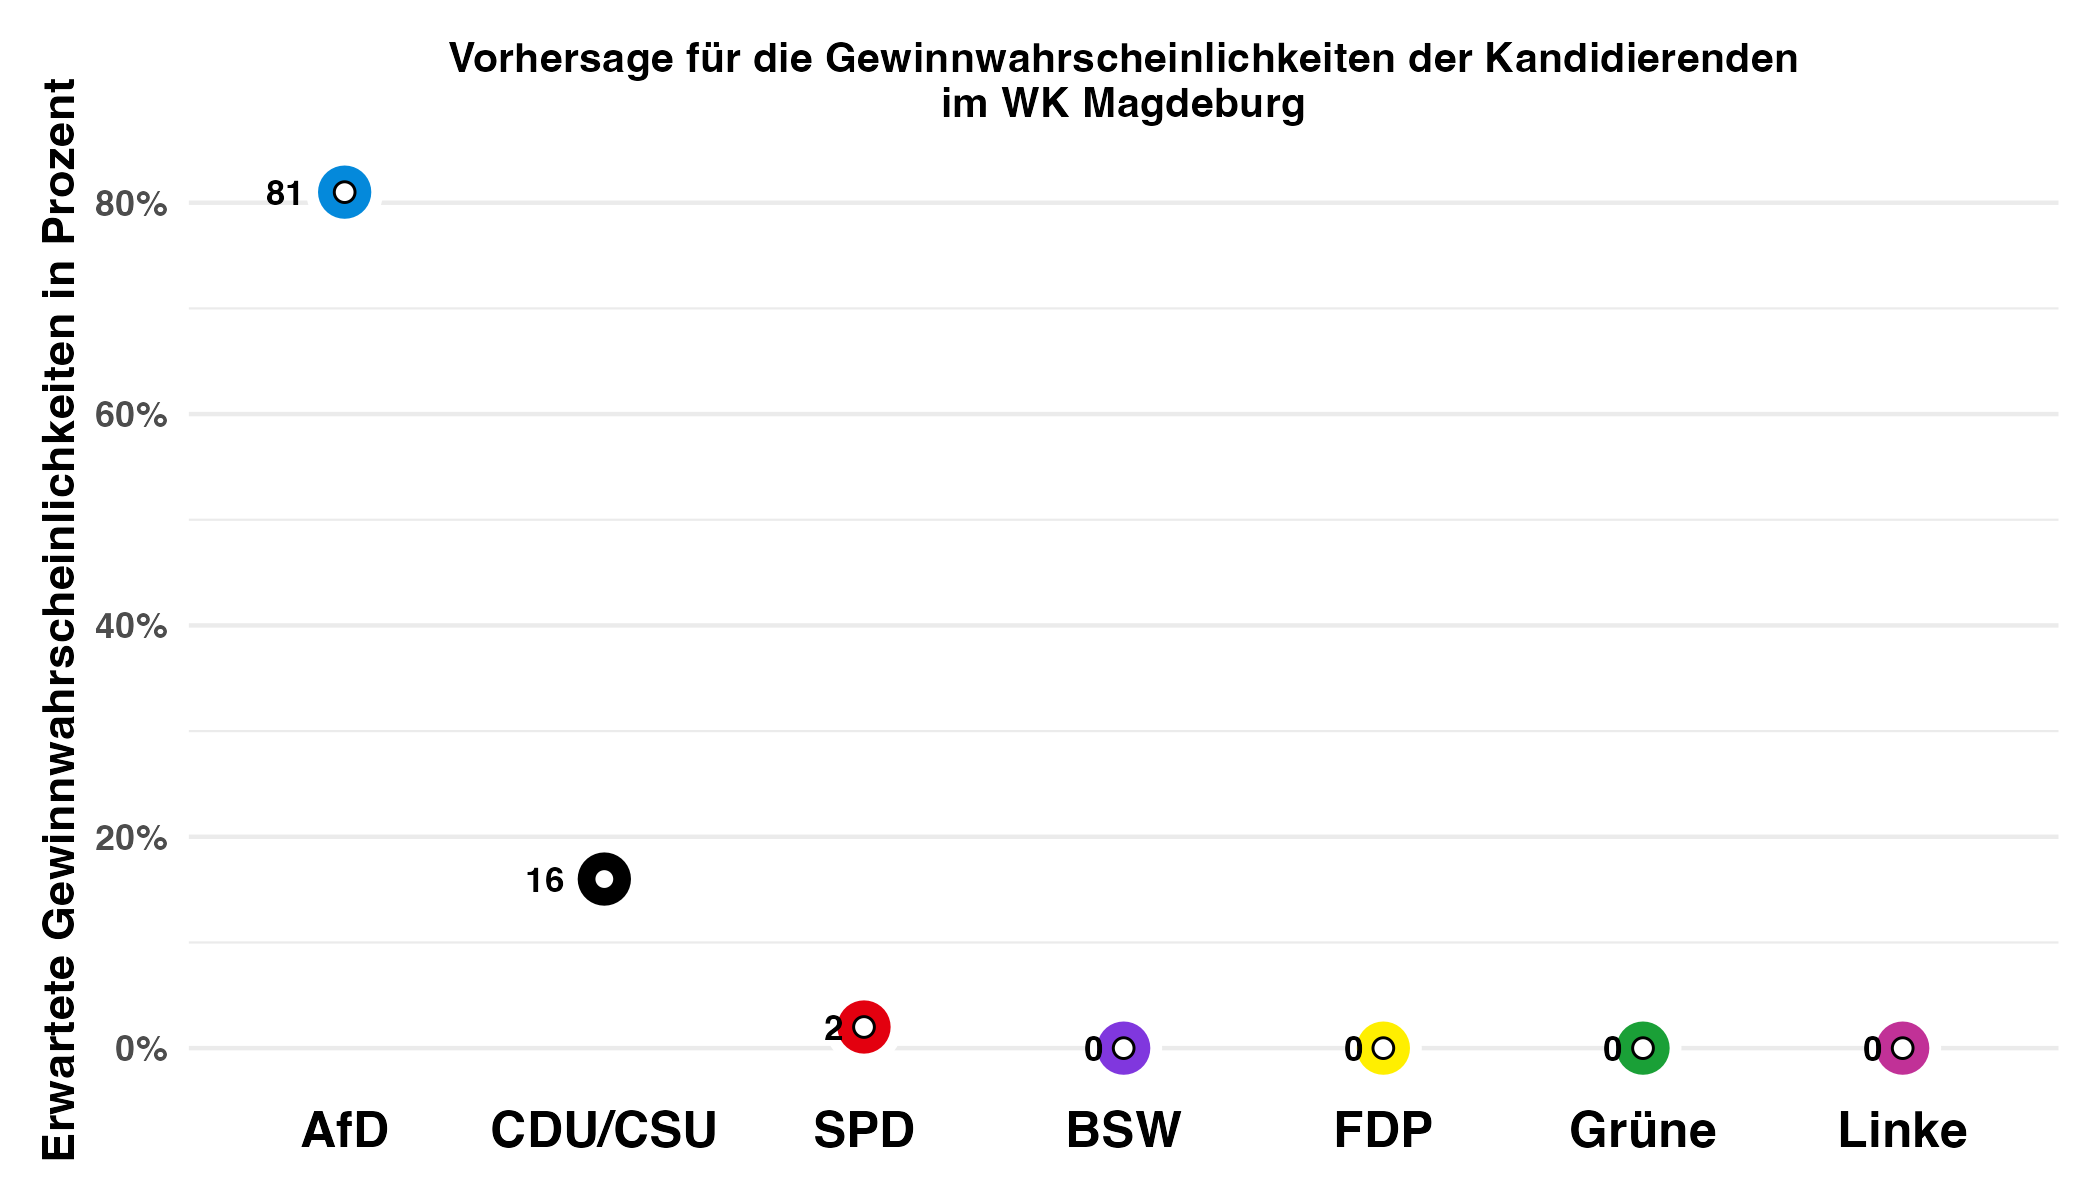 Vorhersage für die Gewinnwahrscheinlichkeiten der Kandidierenden
im WK Magdeburg
Erwartete Gewinnwahrscheinlichkeiten in Prozent
80%
60%
40%
20%
0%
81
16
2
0
0
0
0
AfD
CDU/CSU
SPD
BSW
FDP
Grüne
Linke